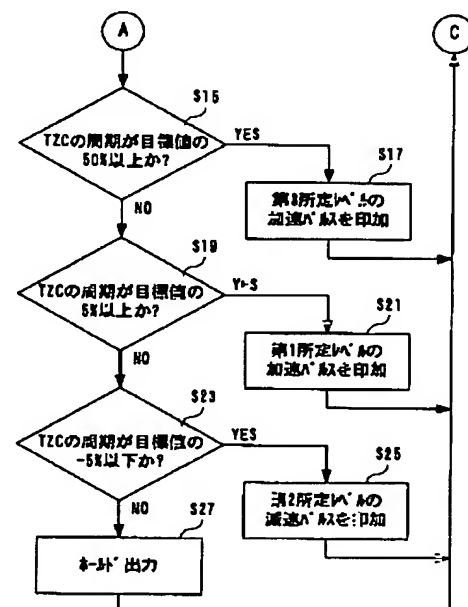 A
C
S15
TZCの周期が目標値の
50%以上か?
YES
S17
第3所定レベルの
加速パルスを印加
NO
S19
TZCの周期が目標値の
5%以上か?
YES
S21
第1所定レベルの
加速パルスを印加
NO
S23
TZCの周期が目標値の
-5%以下か?
YES
S25
第2所定レベルの
減速パルスを印加
NO
S27
ホールド出力